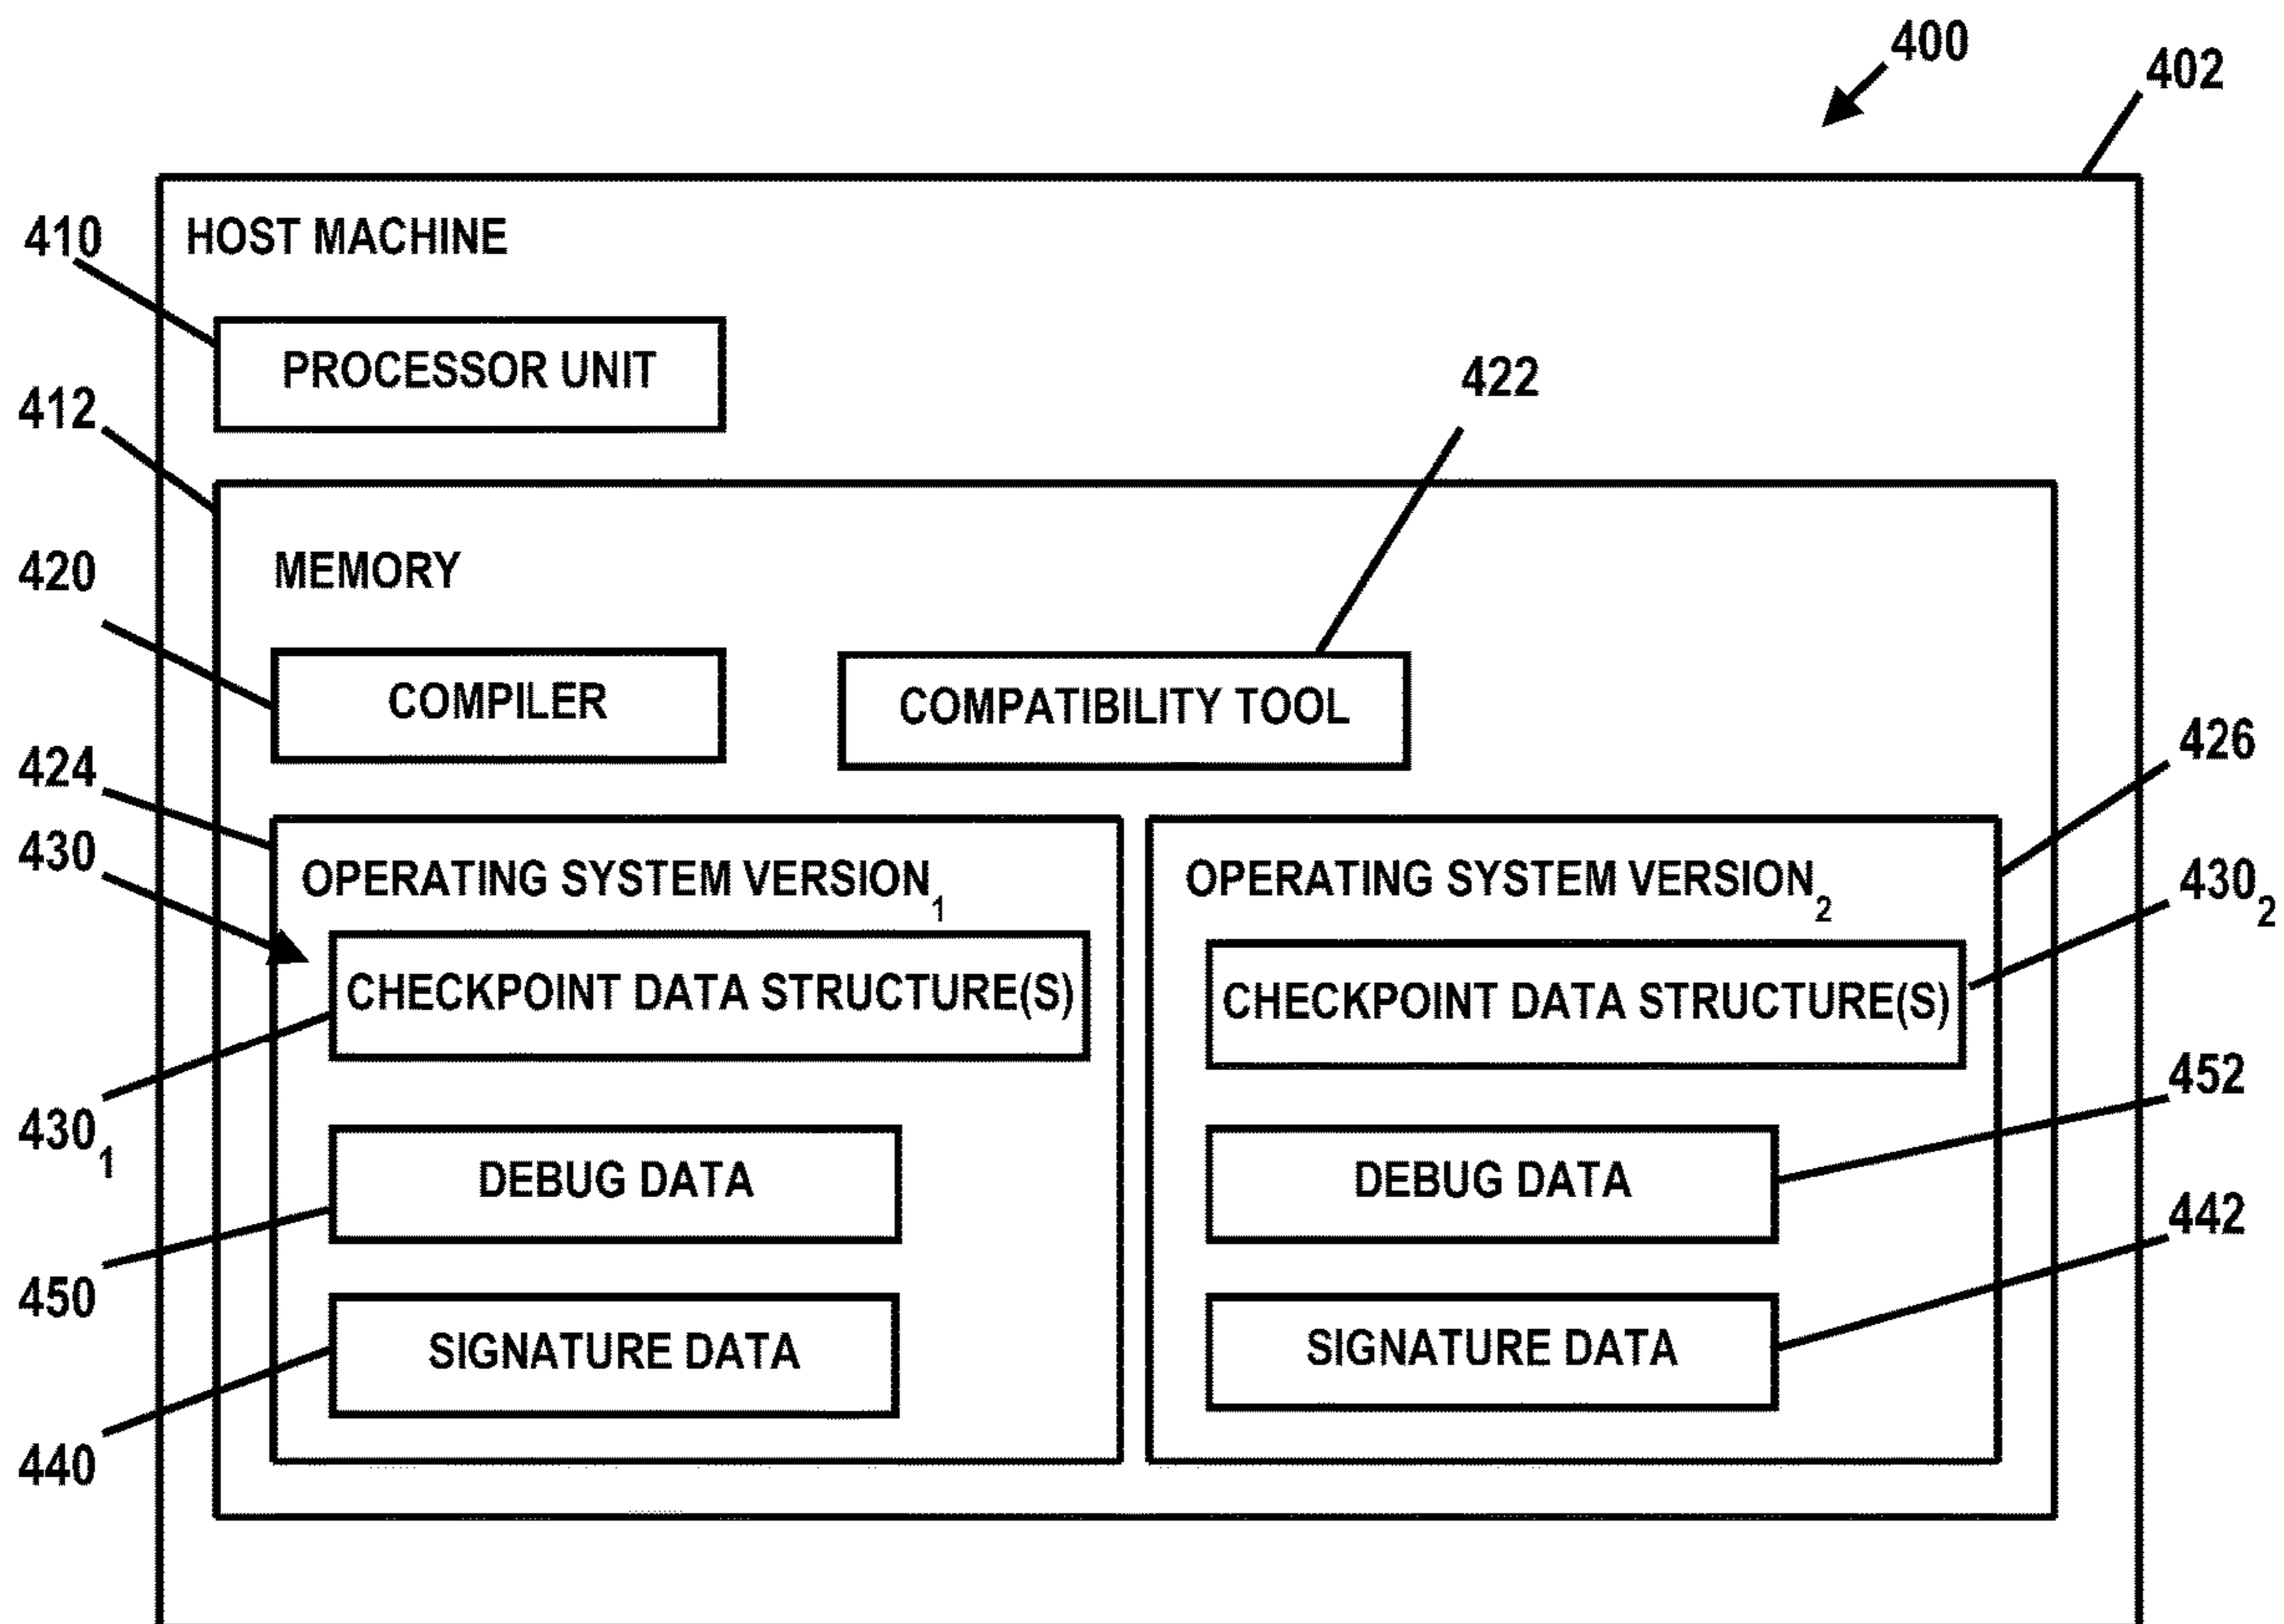 400
402
HOST MACHINE
410
PROCESSOR UNIT
412
422
MEMORY
420
COMPILER
COMPATIBILITY TOOL
424
426
430
OPERATING SYSTEM VERSION1
OPERATING SYSTEM VERSION2
4302
CHECKPOINT DATA STRUCTURE(S)
CHECKPOINT DATA STRUCTURE(S)
4301
452
DEBUG DATA
DEBUG DATA
442
450
SIGNATURE DATA
SIGNATURE DATA
440